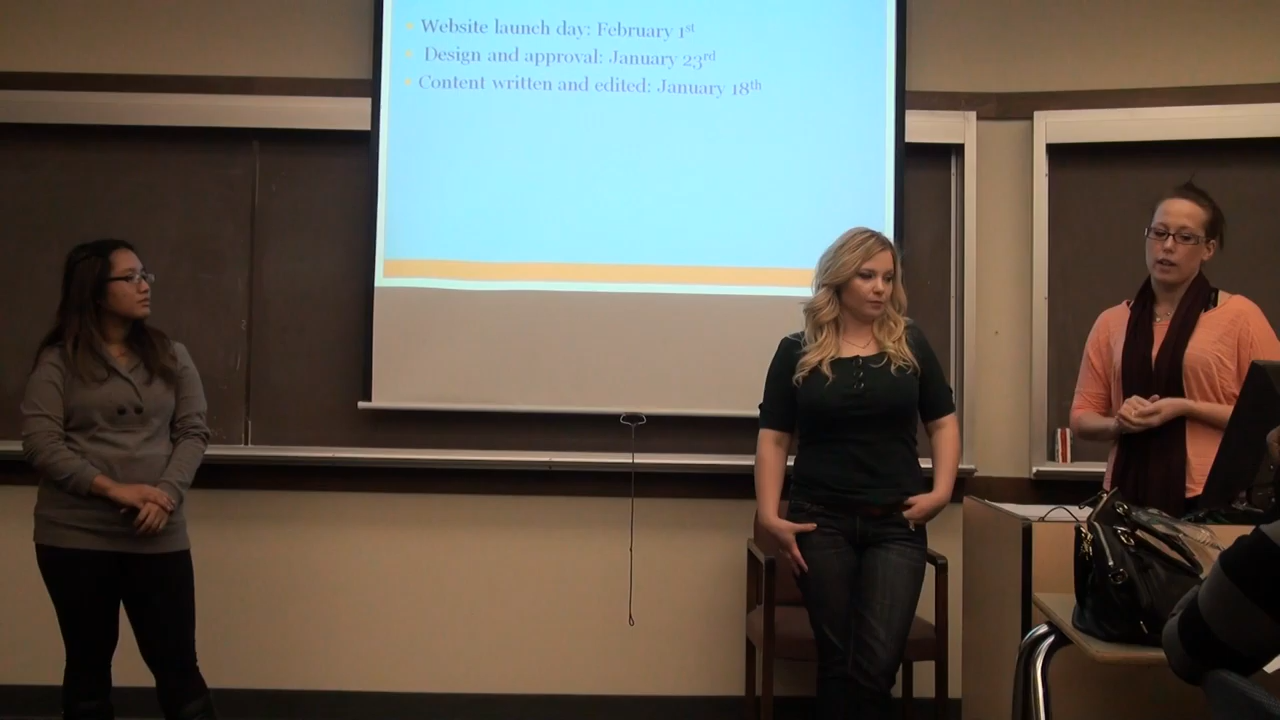 Website launch day: February 1st
Design and approval: January 23rd
Content written and edited: January 18th